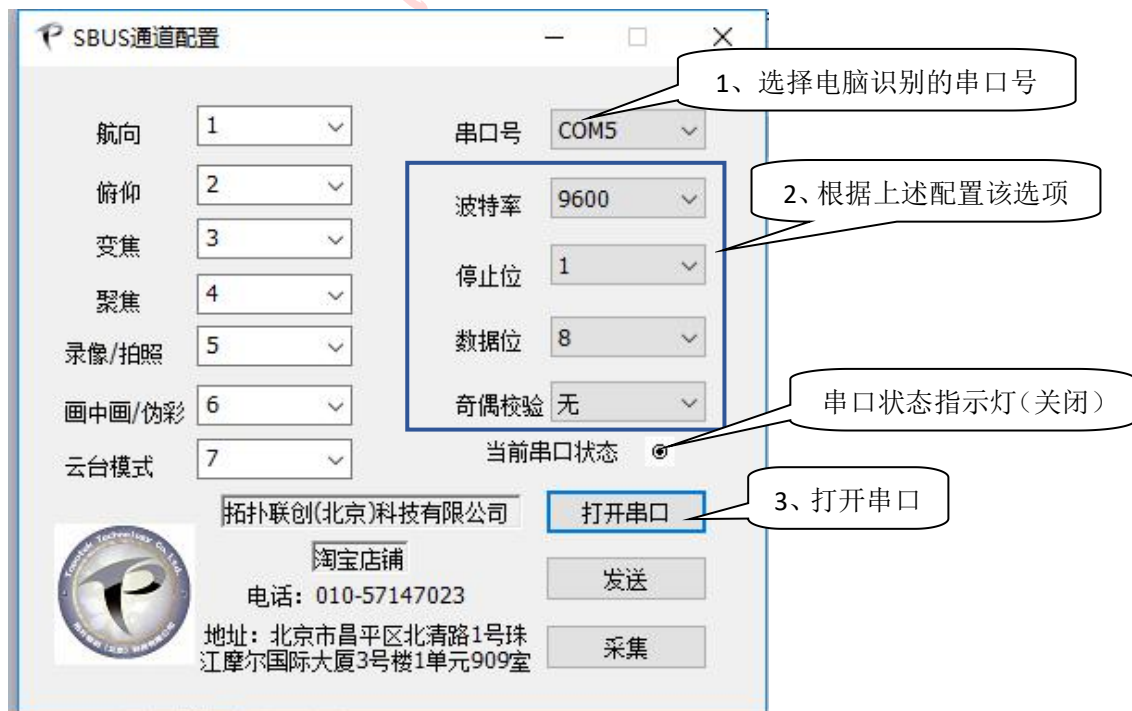 SBUS通道配置
1、选择电脑识别的串口号
航向 1 串口号 COM5
俯仰 2 波特率 9600
2、根据上述配置该选项
变焦 3 停止位 1
聚焦 4 数据位 8
录像/拍照 5
画中画/伪彩 6 奇偶校验 无
串口状态指示灯（关闭）
云台模式 7 当前串口状态
拓扑联创(北京)科技有限公司 打开串口
3、打开串口
淘宝店铺 发送
电话：010-57147023
地址：北京市昌平区北清路1号珠
江摩尔国际大厦3号楼1单元909室
采集